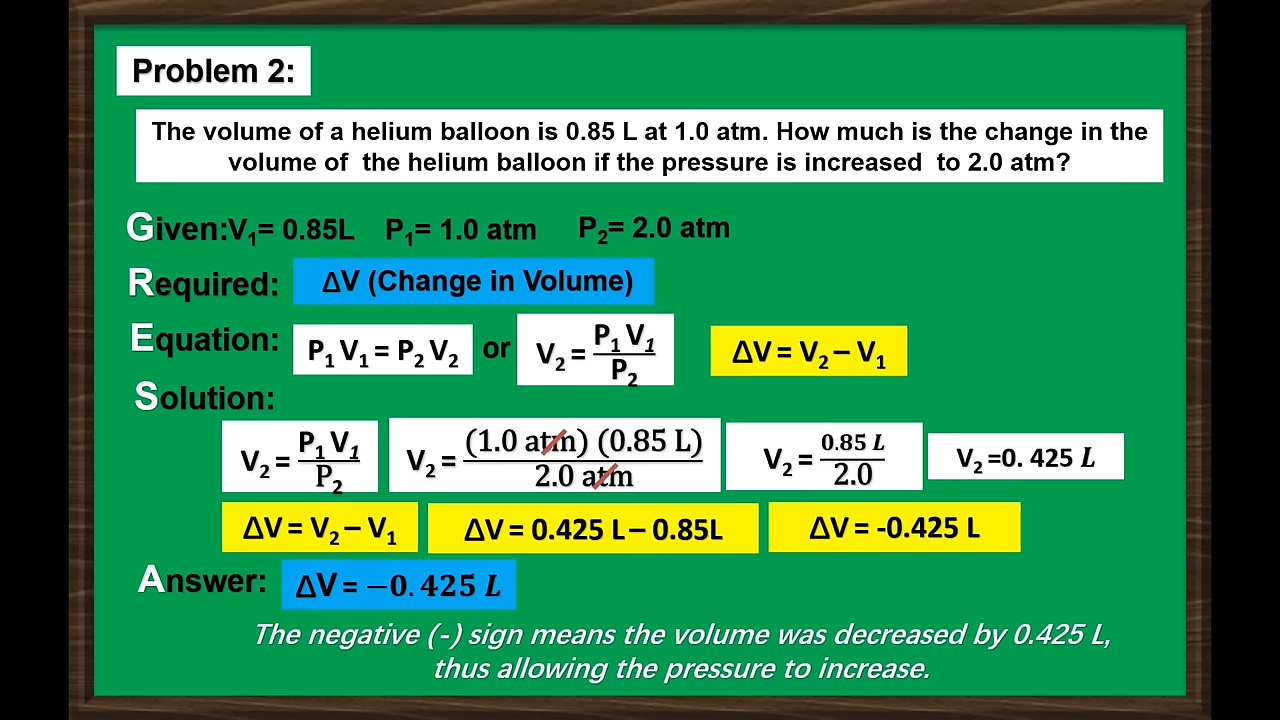 Problem 2:
The volume of a helium balloon is 0.85 L at 1.0 atm. How much is the change in the
volume of the helium balloon if the pressure is increased to 2.0 atm?
Given: V₁= 0.85L P₁= 1.0 atm P₂= 2.0 atm
Required: ΔV (Change in Volume)
Equation: P₁ V₁ = P₂ V₂ or V₂ = P₁ V₁ / P₂ ΔV = V₂ – V₁
Solution:
V₂ = P₁ V₁ / P₂ V₂ = (1.0 atm) (0.85 L) / 2.0 atm V₂ = 0.85 L / 2.0 V₂ =0. 425 L
ΔV = V₂ – V₁ ΔV = 0.425 L – 0.85L ΔV = -0.425 L
Answer: ΔV = −0. 425 L
The negative (-) sign means the volume was decreased by 0.425 L,
thus allowing the pressure to increase.